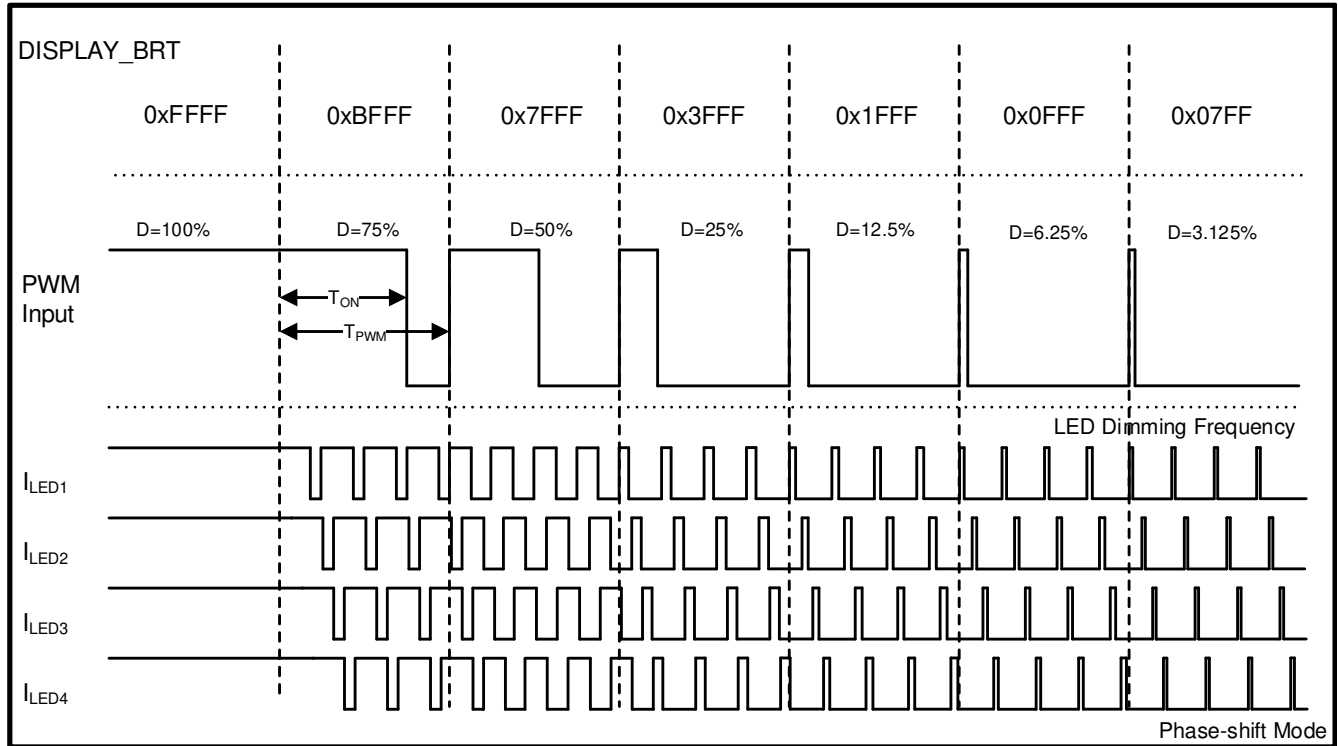 DISPLAY_BRT
0xFFFF 0xBFFF 0x7FFF 0x3FFF 0x1FFF 0x0FFF 0x07FF
D=100% D=75% D=50% D=25% D=12.5% D=6.25% D=3.125%
PWM
Input
TON
TPWM
LED Dimming Frequency
ILED1
ILED2
ILED3
ILED4
Phase-shift Mode